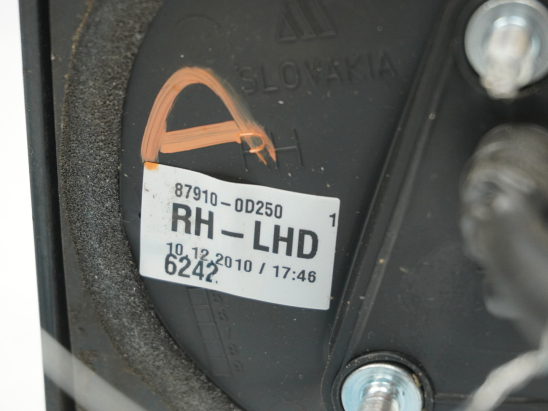 SLOVAKIA
RH
87910-0D250 1
RH-LHD
10.12.2010 / 17:46
6242